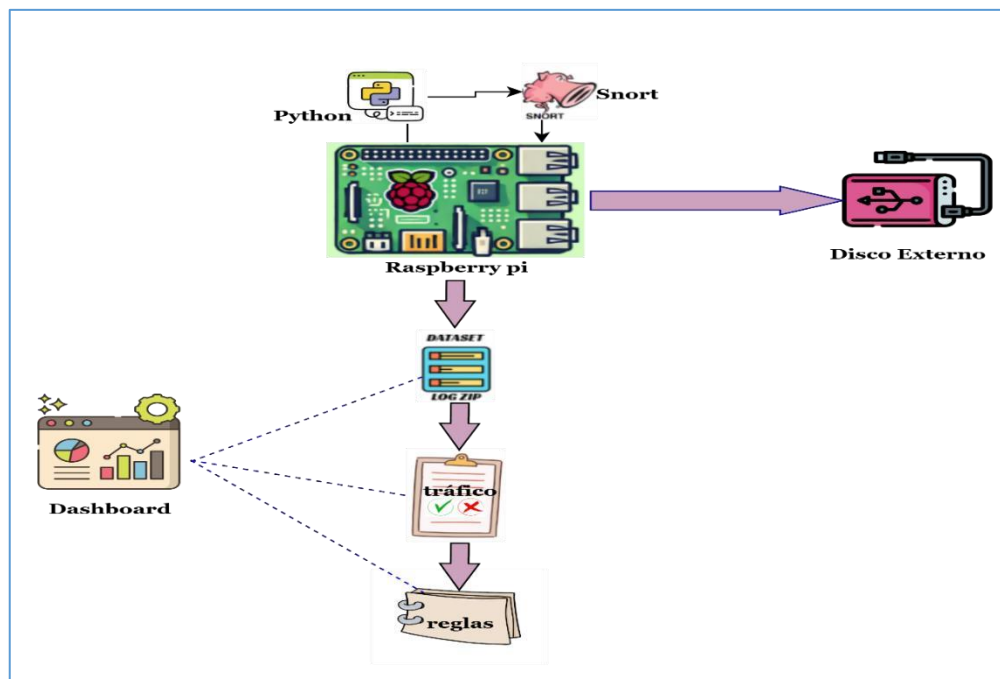 Python
Snort
SNORT
Raspberry pi
Disco Externo
DATASET
LOG ZIP
tráfico
Dashboard
reglas